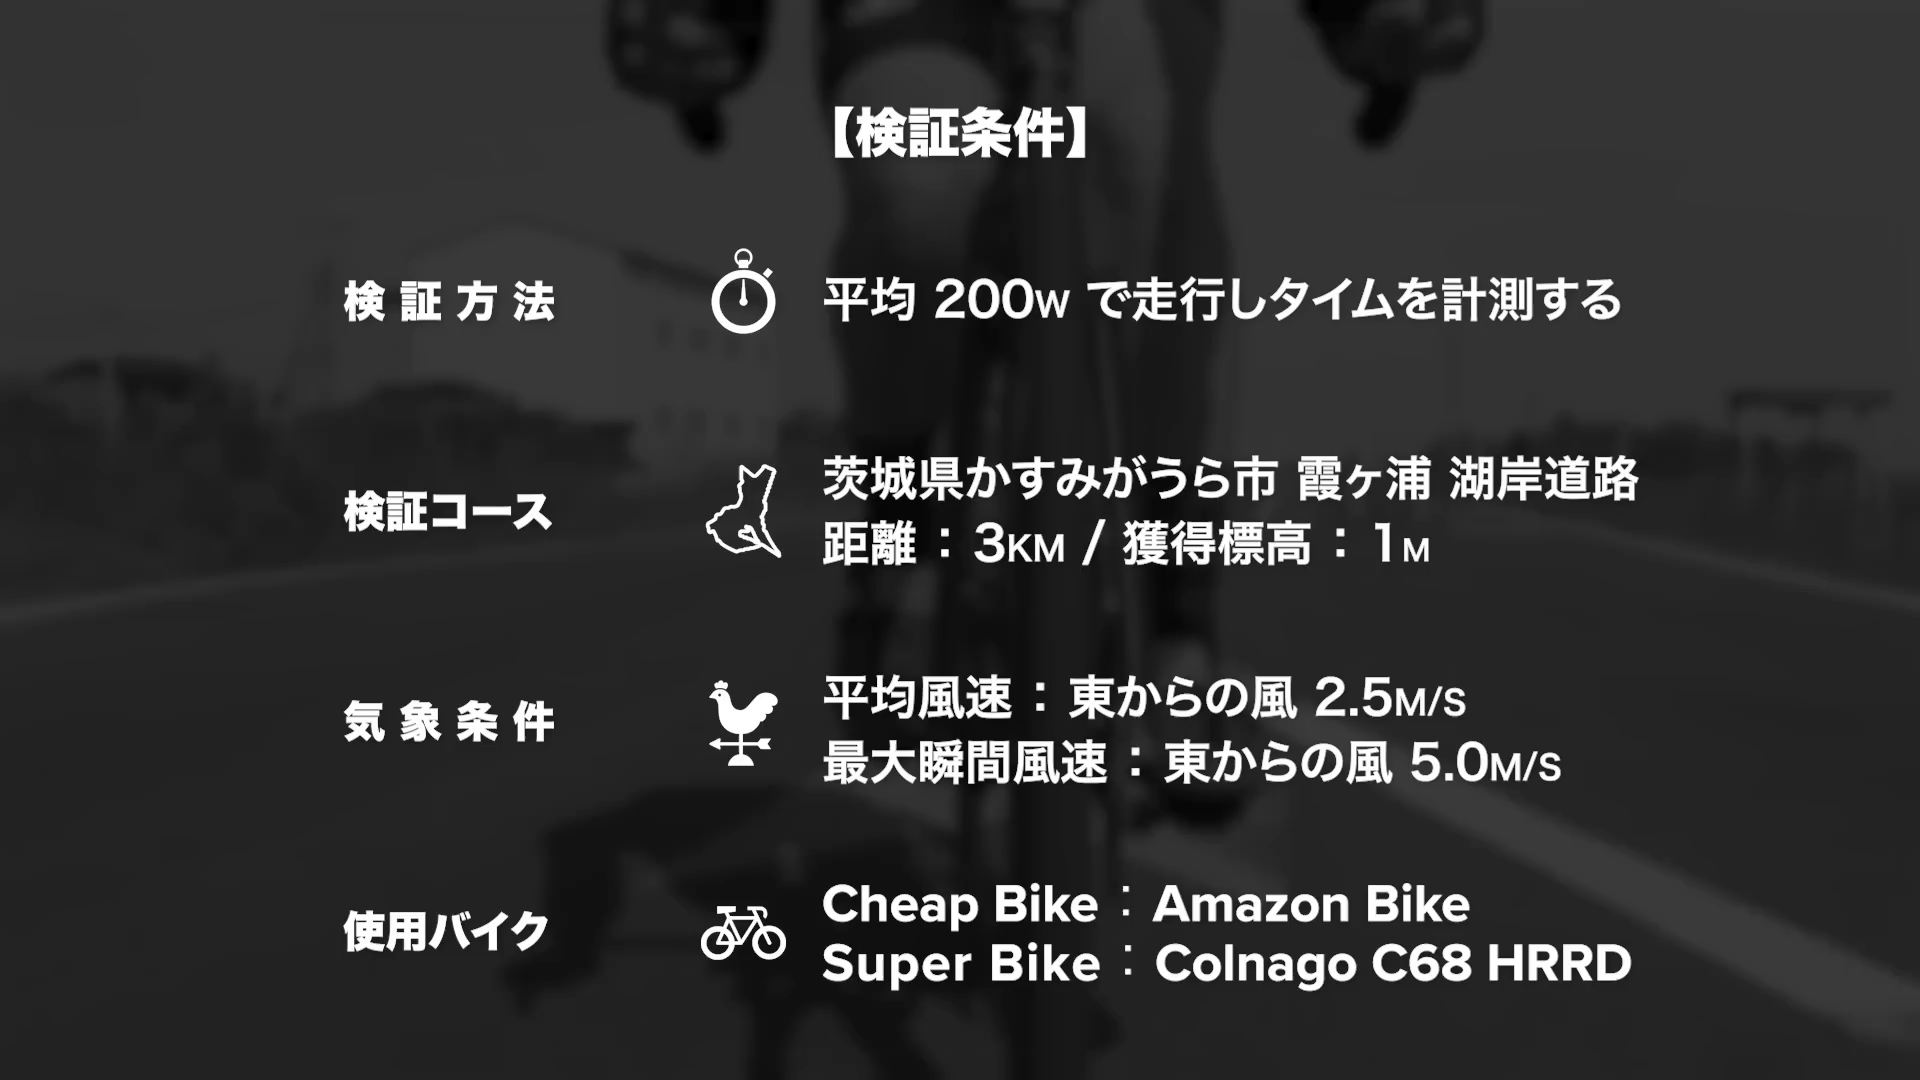 【検証条件】
検証方法
平均 200W で走行しタイムを計測する
検証コース
茨城県かすみがうら市 霞ヶ浦 湖岸道路
距離：3KM / 獲得標高：1M
気象条件
平均風速：東からの風 2.5M/S
最大瞬間風速：東からの風 5.0M/S
使用バイク
Cheap Bike：Amazon Bike
Super Bike：Colnago C68 HRRD